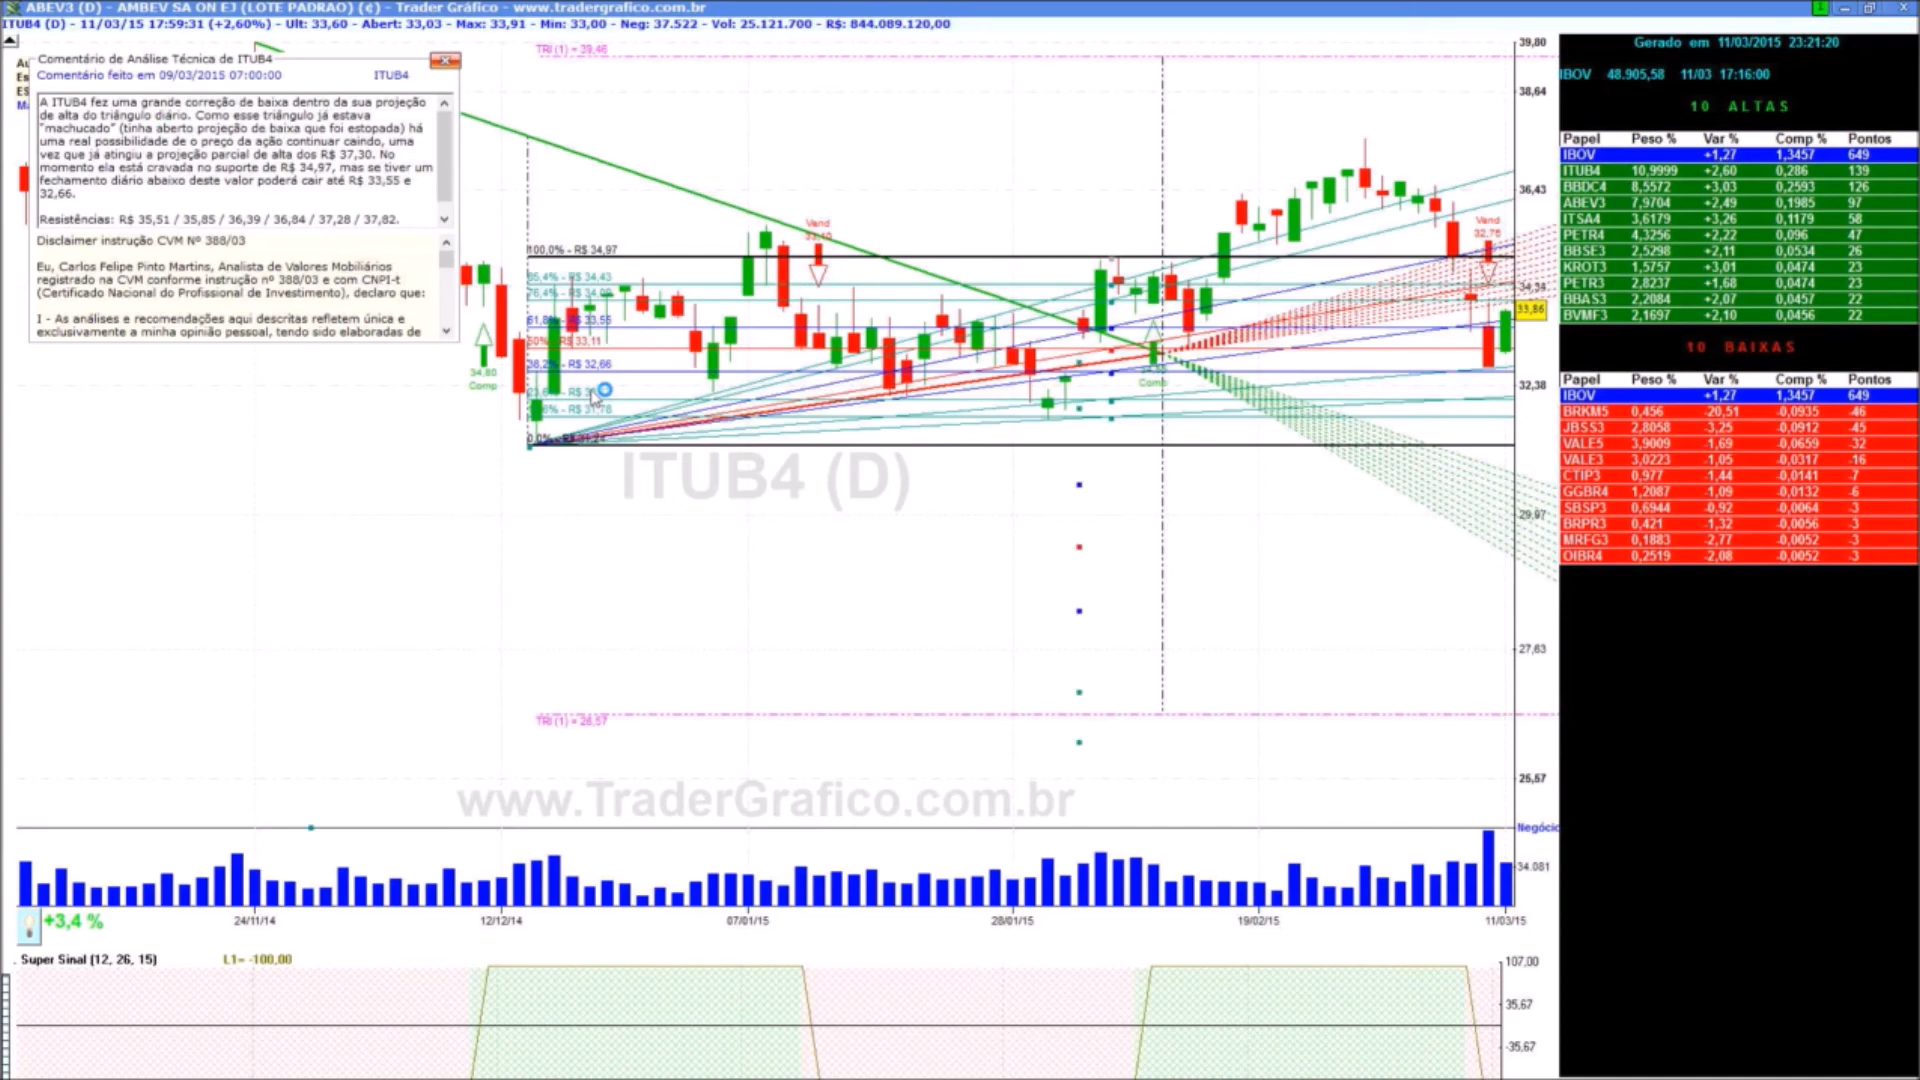 ABEV3 (D) - AMBEV SA ON EJ (LOTE PADRAO) (¢) - Trader Gráfico - www.tradergrafico.com.br
ITUB4 (D) - 11/03/15 17:59:31 (+2,60%) - Ult: 33,60 - Abert: 33,03 - Max: 33,91 - Min: 33,00 - Neg: 37.522 - Vol: 25.121.700 - R$: 844.089.120,00
Comentário de Análise Técnica de ITUB4
Comentário feito em 09/03/2015 07:00:00 ITUB4
A ITUB4 fez uma grande correção de baixa dentro da sua projeção
de alta do triângulo diário. Como esse triângulo já estava
"machucado" (tinha aberto projeção de baixa que foi estopada) há
uma real possibilidade de o preço da ação continuar caindo, uma
vez que já atingiu a projeção parcial de alta dos R$ 37,30. No
momento ela está cravada no suporte de R$ 34,97, mas se tiver um
fechamento diário abaixo deste valor poderá cair até R$ 33,55 e
32,66.
Resistências: R$ 35,51 / 35,85 / 36,39 / 36,84 / 37,28 / 37,82.
Disclaimer instrução CVM Nº 388/03
Eu, Carlos Felipe Pinto Martins, Analista de Valores Mobiliários
registrado na CVM conforme instrução nº 388/03 e com CNPI-t
(Certificado Nacional do Profissional de Investimento), declaro que:
I - As análises e recomendações aqui descritas refletem única e
exclusivamente a minha opinião pessoal, tendo sido elaboradas de
TRI (1) = 39,46
100,0% - R$ 34,97
85,4% - R$ 34,43
76,4% - R$ 34,09
61,8% - R$ 33,55
50% R$ 33,11
38,2% - R$ 32,66
R$ 31,78
0,0% - R$ 31,24
34,80
Comp
Vend
Comp
Vend
32,76
ITUB4 (D)
TRI (1) = 26,57
www.TraderGrafico.com.br
39,80
38,64
36,43
34,34
33,86
32,38
29,97
27,63
25,57
Negócio
34.081
+3,4 %
24/11/14
12/12/14
07/01/15
28/01/15
19/02/15
11/03/15
. Super Sinal (12, 26, 15) L1= -100,00
107,00
35,67
-35,67
Gerado em 11/03/2015 23:21:20
IBOV 48.905,58 11/03 17:16:00
10 ALTAS
Papel Peso % Var % Comp % Pontos
IBOV +1,27 1,3457 649
ITUB4 10,9999 +2,60 0,286 139
BBDC4 8,5572 +3,03 0,2593 126
ABEV3 7,9704 +2,49 0,1985 97
ITSA4 3,6179 +3,26 0,1179 58
PETR4 4,3256 +2,22 0,096 47
BBSE3 2,5298 +2,11 0,0534 26
KROT3 1,5757 +3,01 0,0474 23
PETR3 2,8237 +1,68 0,0474 23
BBAS3 2,2084 +2,07 0,0457 22
BVMF3 2,1697 +2,10 0,0456 22
10 BAIXAS
Papel Peso % Var % Comp % Pontos
IBOV +1,27 1,3457 649
BRKM5 0,456 -20,51 -0,0935 -46
JBSS3 2,8058 -3,25 -0,0912 -45
VALE5 3,9009 -1,69 -0,0659 -32
VALE3 3,0223 -1,05 -0,0317 -16
CTIP3 0,977 -1,44 -0,0141 -7
GGBR4 1,2087 -1,09 -0,0132 -6
SBSP3 0,6944 -0,92 -0,0064 -3
BRPR3 0,421 -1,32 -0,0056 -3
MRFG3 0,1883 -2,77 -0,0052 -3
OIBR4 0,2519 -2,08 -0,0052 -3